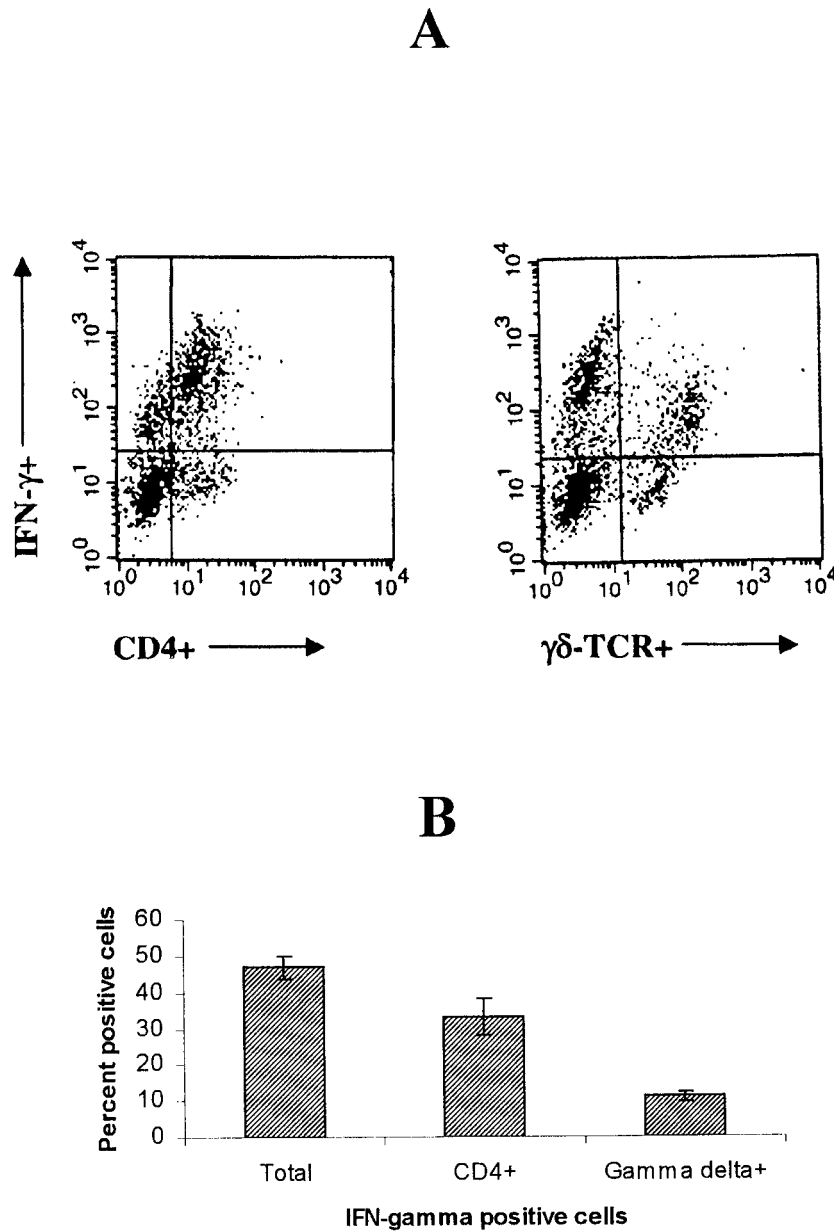 A
IFN-γ+
10^4
10^3
10^2
10^1
10^0
10^0 10^1 10^2 10^3 10^4
CD4+
10^4
10^3
10^2
10^1
10^0
10^0 10^1 10^2 10^3 10^4
γδ-TCR+
B
Percent positive cells
60
50
40
30
20
10
0
Total CD4+ Gamma delta+
IFN-gamma positive cells